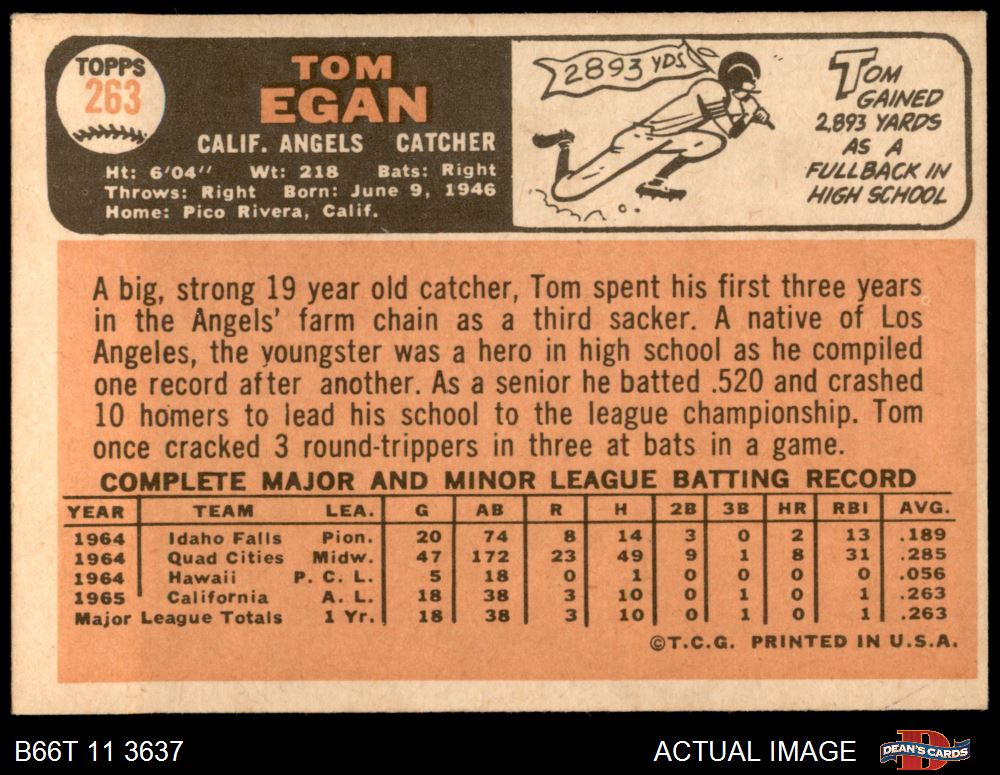 TOPPS
263
TOM
EGAN
CALIF. ANGELS CATCHER
Ht: 6'04" Wt: 218 Bats: Right
Throws: Right Born: June 9, 1946
Home: Pico Rivera, Calif.
2893 YDS
TOM
GAINED
2,893 YARDS
AS A
FULLBACK IN
HIGH SCHOOL
A big, strong 19 year old catcher, Tom spent his first three years
in the Angels' farm chain as a third sacker. A native of Los
Angeles, the youngster was a hero in high school as he compiled
one record after another. As a senior he batted .520 and crashed
10 homers to lead his school to the league championship. Tom
once cracked 3 round-trippers in three at bats in a game.
COMPLETE MAJOR AND MINOR LEAGUE BATTING RECORD
YEAR TEAM LEA. G AB R H 2B 3B HR RBI AVG.
1964 Idaho Falls Pion. 20 74 8 14 3 0 2 13 .189
1964 Quad Cities Midw. 47 172 23 49 9 1 8 31 .285
1964 Hawaii P. C. L. 5 18 0 1 0 0 0 0 .056
1965 California A. L. 18 38 3 10 0 1 0 1 .263
Major League Totals 1 Yr. 18 38 3 10 0 1 0 1 .263
©T.C.G. PRINTED IN U.S.A.
B66T 11 3637
ACTUAL IMAGE
DEAN'S CARDS